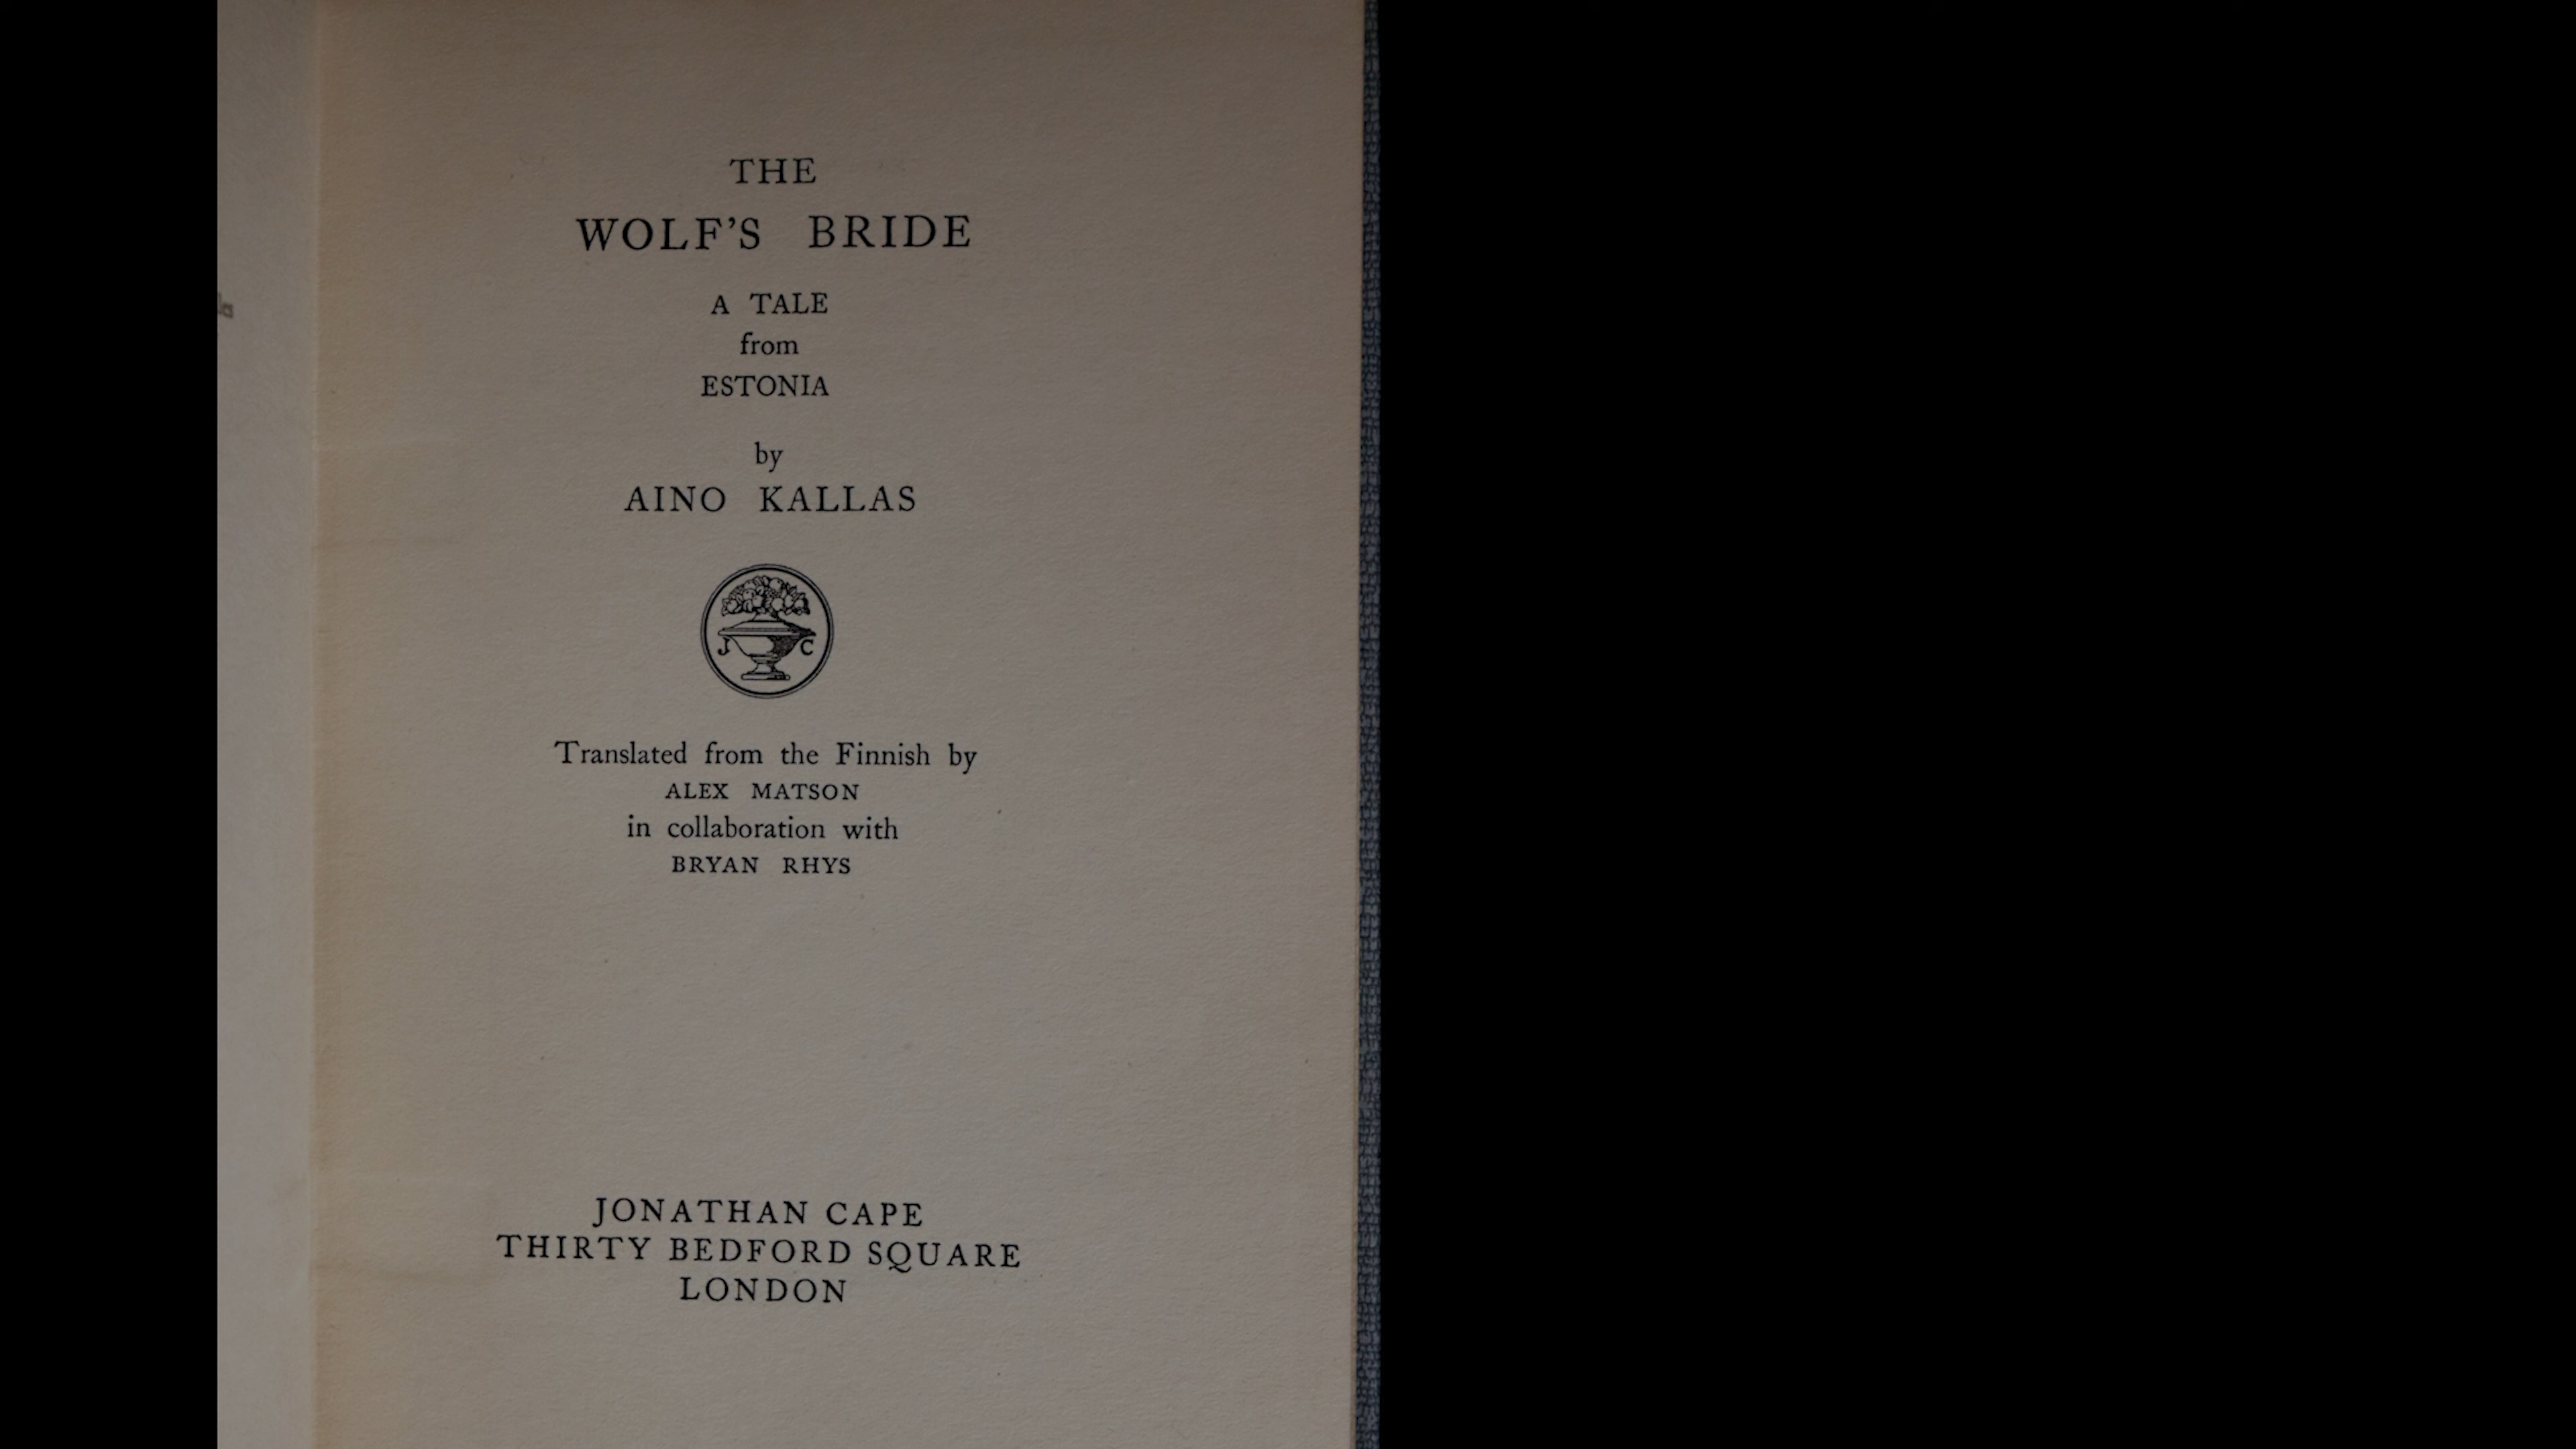 THE
WOLF'S BRIDE
A TALE
from
ESTONIA
by
AINO KALLAS
J C
Translated from the Finnish by
ALEX MATSON
in collaboration with
BRYAN RHYS
JONATHAN CAPE
THIRTY BEDFORD SQUARE
LONDON